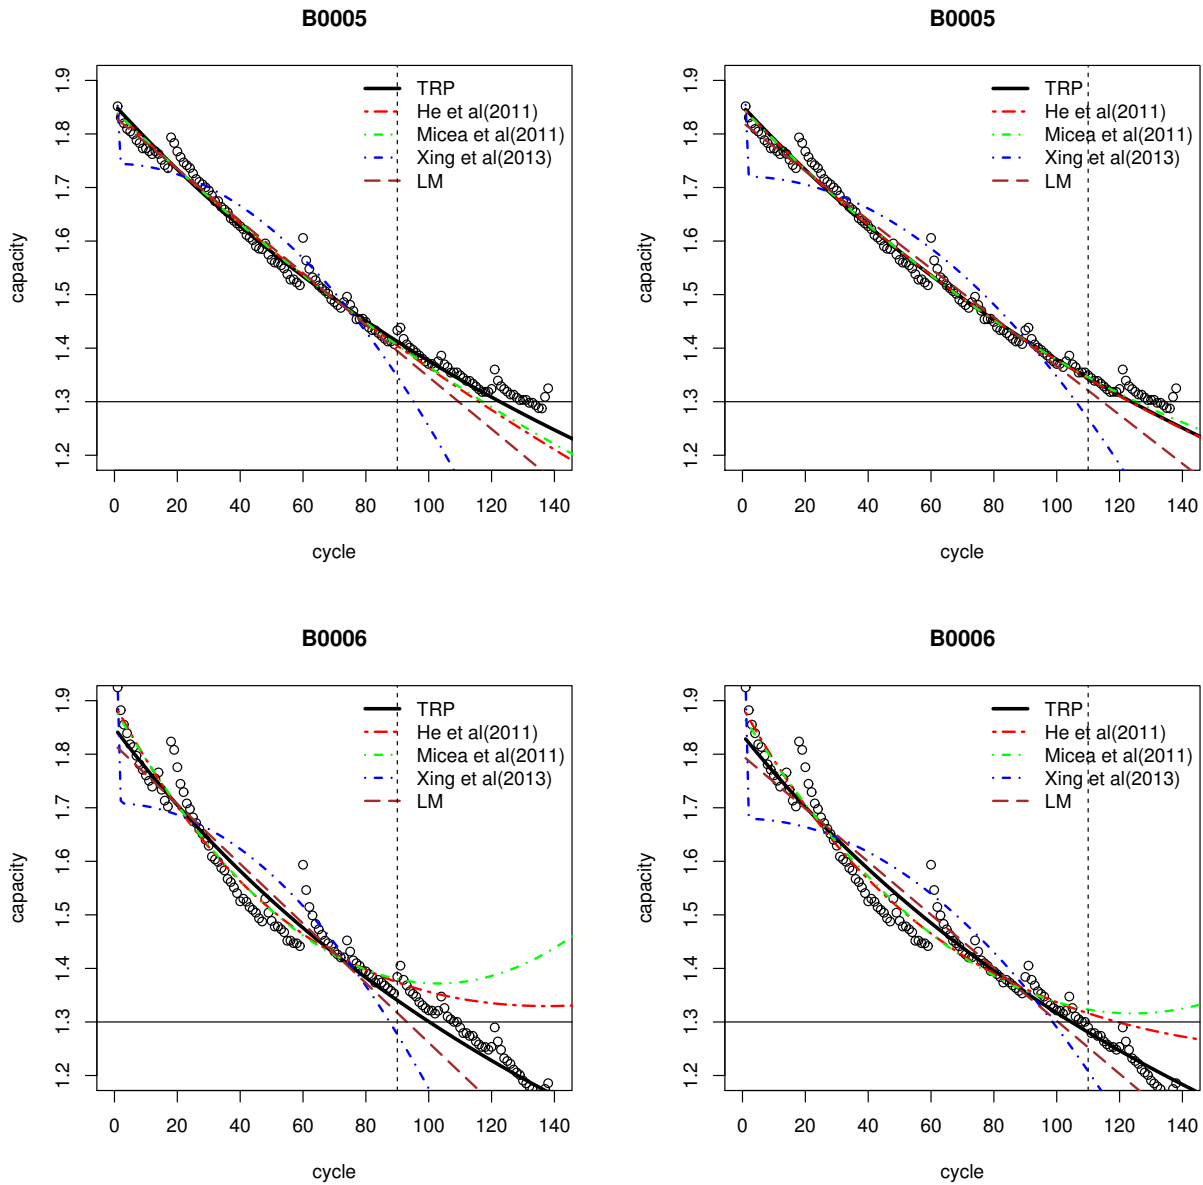 B0005
TRP
He et al(2011)
Micea et al(2011)
Xing et al(2013)
LM
capacity
1.9
1.8
1.7
1.6
1.5
1.4
1.3
1.2
0 20 40 60 80 100 120 140
cycle
B0005
TRP
He et al(2011)
Micea et al(2011)
Xing et al(2013)
LM
capacity
1.9
1.8
1.7
1.6
1.5
1.4
1.3
1.2
0 20 40 60 80 100 120 140
cycle
B0006
TRP
He et al(2011)
Micea et al(2011)
Xing et al(2013)
LM
capacity
1.9
1.8
1.7
1.6
1.5
1.4
1.3
1.2
0 20 40 60 80 100 120 140
cycle
B0006
TRP
He et al(2011)
Micea et al(2011)
Xing et al(2013)
LM
capacity
1.9
1.8
1.7
1.6
1.5
1.4
1.3
1.2
0 20 40 60 80 100 120 140
cycle